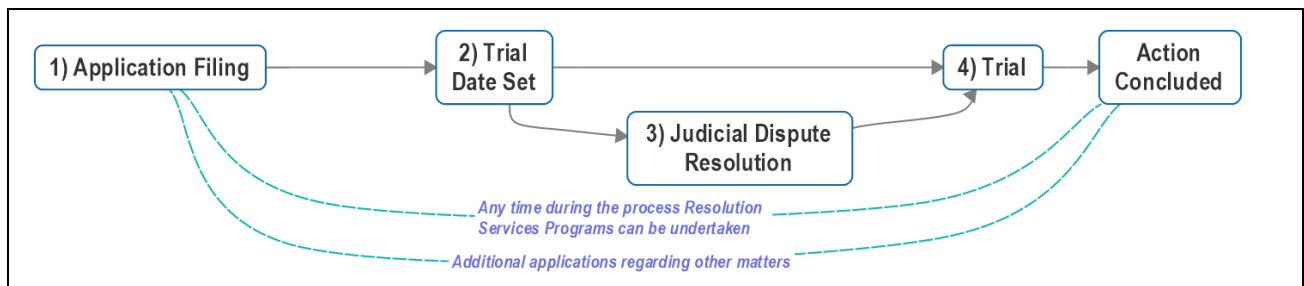 1) Application Filing
2) Trial
Date Set
3) Judicial Dispute
Resolution
4) Trial
Action
Concluded
Any time during the process Resolution
Services Programs can be undertaken
Additional applications regarding other matters